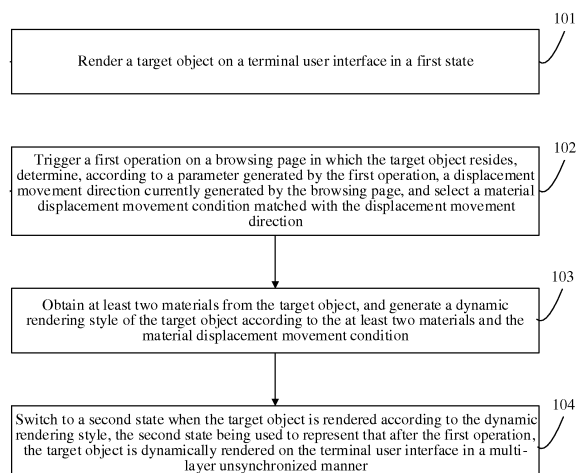 101
Render a target object on a terminal user interface in a first state
102
Trigger a first operation on a browsing page in which the target object resides,
determine, according to a parameter generated by the first operation, a displacement
movement direction currently generated by the browsing page, and select a material
displacement movement condition matched with the displacement movement
direction
103
Obtain at least two materials from the target object, and generate a dynamic
rendering style of the target object according to the at least two materials and the
material displacement movement condition
104
Switch to a second state when the target object is rendered according to the dynamic
rendering style, the second state being used to represent that after the first operation,
the target object is dynamically rendered on the terminal user interface in a multi-
layer unsynchronized manner